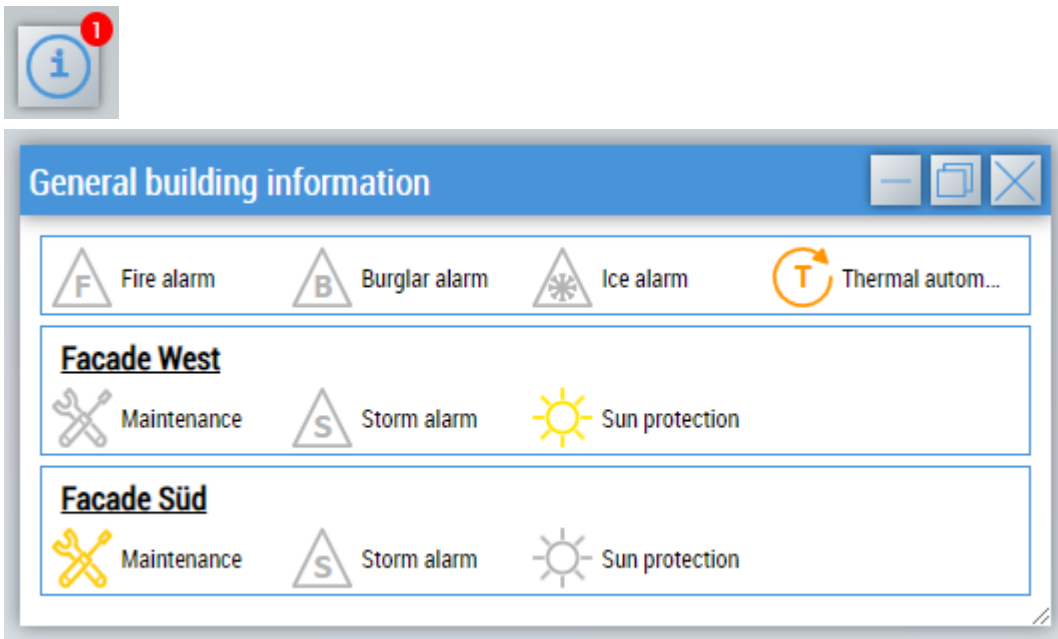 1
i
General building information
F Fire alarm B Burglar alarm Ice alarm T Thermal autom...
Facade West
Maintenance S Storm alarm Sun protection
Facade Süd
Maintenance S Storm alarm Sun protection